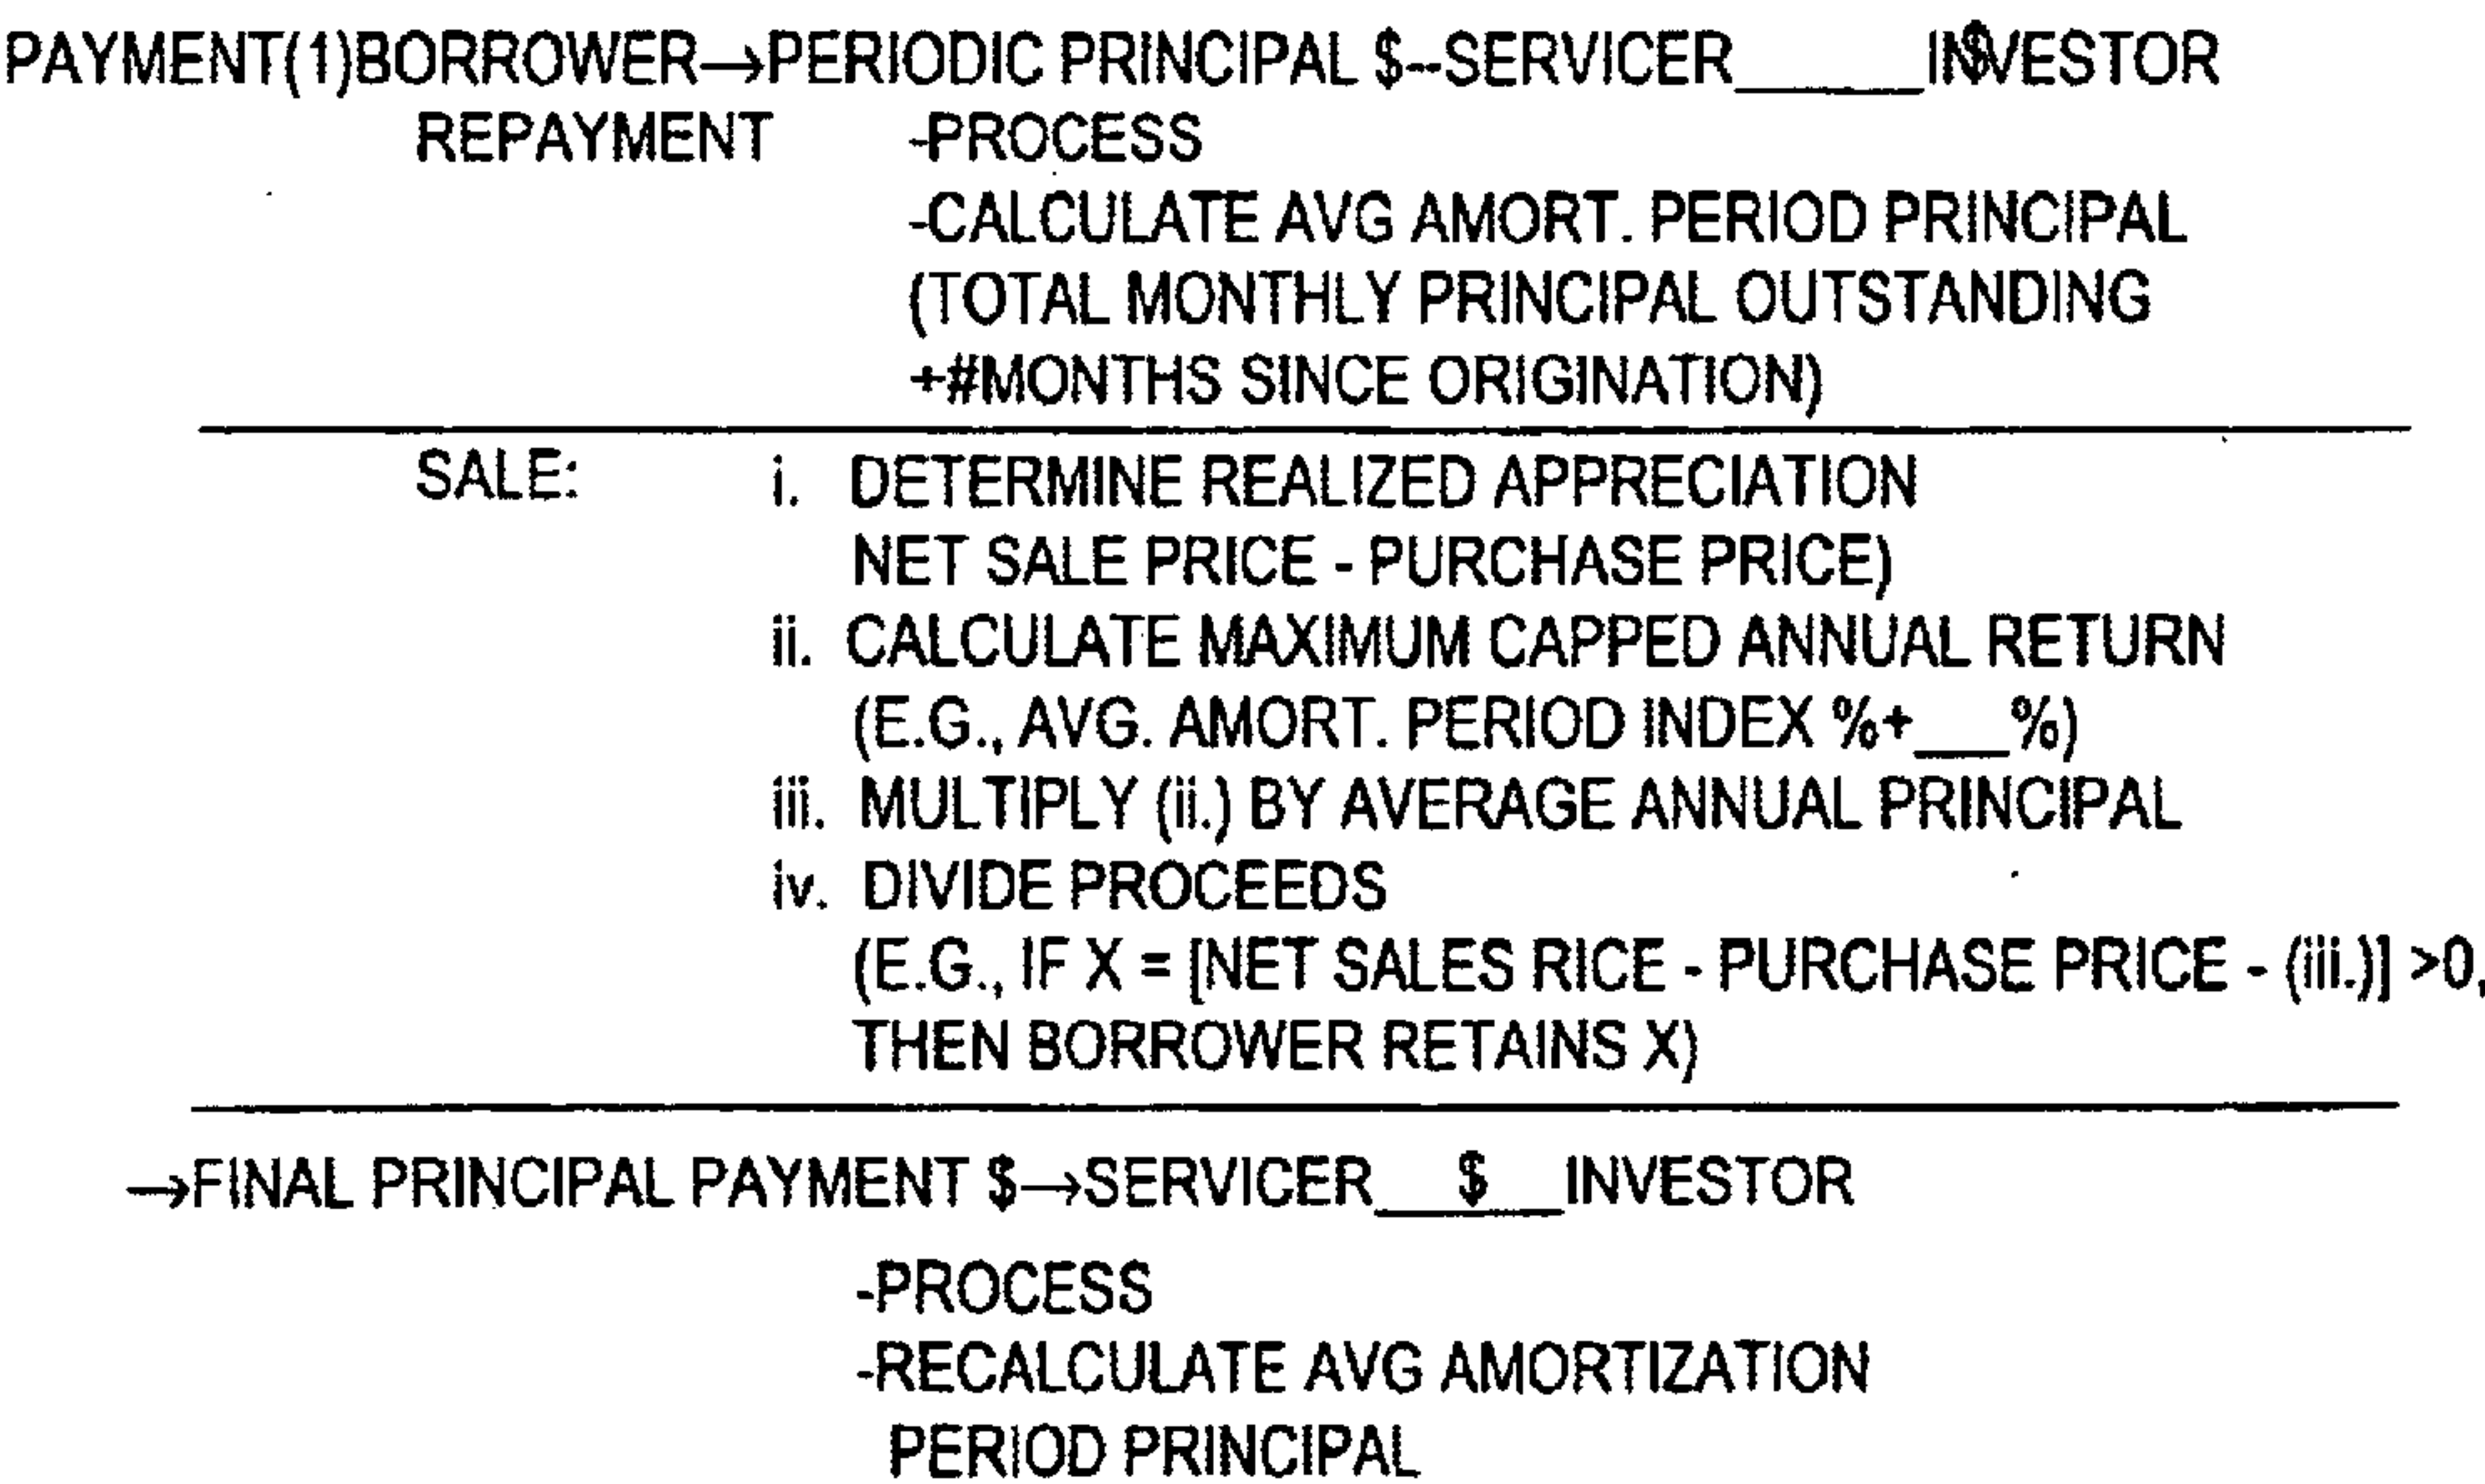 PAYMENT(1)BORROWER→PERIODIC PRINCIPAL $--SERVICER______INVESTOR
$
REPAYMENT -PROCESS
-CALCULATE AVG AMORT. PERIOD PRINCIPAL
(TOTAL MONTHLY PRINCIPAL OUTSTANDING
+#MONTHS SINCE ORIGINATION)
SALE: i. DETERMINE REALIZED APPRECIATION
NET SALE PRICE - PURCHASE PRICE)
ii. CALCULATE MAXIMUM CAPPED ANNUAL RETURN
(E.G., AVG. AMORT. PERIOD INDEX %+___%)
iii. MULTIPLY (ii.) BY AVERAGE ANNUAL PRINCIPAL
iv. DIVIDE PROCEEDS
(E.G., IF X = [NET SALES RICE - PURCHASE PRICE - (iii.)] >0,
THEN BORROWER RETAINS X)
→FINAL PRINCIPAL PAYMENT $→SERVICER___$___INVESTOR
-PROCESS
-RECALCULATE AVG AMORTIZATION
PERIOD PRINCIPAL